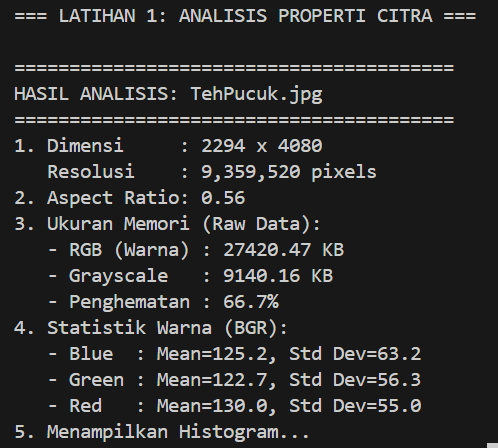 === LATIHAN 1: ANALISIS PROPERTI CITRA ===
========================================
HASIL ANALISIS: TehPucuk.jpg
========================================
1. Dimensi     : 2294 x 4080
   Resolusi    : 9,359,520 pixels
2. Aspect Ratio: 0.56
3. Ukuran Memori (Raw Data):
   - RGB (Warna) : 27420.47 KB
   - Grayscale   : 9140.16 KB
   - Penghematan : 66.7%
4. Statistik Warna (BGR):
   - Blue  : Mean=125.2, Std Dev=63.2
   - Green : Mean=122.7, Std Dev=56.3
   - Red   : Mean=130.0, Std Dev=55.0
5. Menampilkan Histogram...